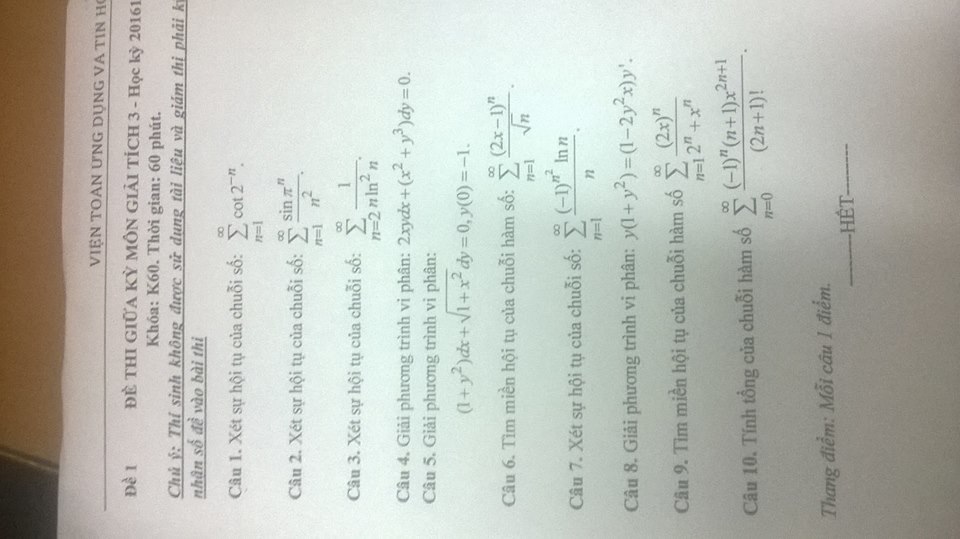 VIỆN TOÁN ỨNG DỤNG VÀ TIN
Đề 1 ĐỀ THI GIỮA KỲ MÔN GIẢI TÍCH 3 - Học kỳ 20161
Khóa: K60. Thời gian: 60 phút.
Chú ý: Thí sinh không được sử dụng tài liệu và giám thị phải
nhận số đề vào bài thi
Câu 1. Xét sự hội tụ của chuỗi số: \sum_{n=1}^{\infty} \cot 2^{-n}.
Câu 2. Xét sự hội tụ của chuỗi số: \sum_{n=1}^{\infty} \frac{\sin \pi^n}{n^2}.
Câu 3. Xét sự hội tụ của chuỗi số: \sum_{n=2}^{\infty} \frac{1}{n \ln^2 n}.
Câu 4. Giải phương trình vi phân: 2xydx + (x^2 + y^3)dy = 0.
Câu 5. Giải phương trình vi phân:
(1 + y^2)dx + \sqrt{1 + x^2} dy = 0, y(0) = -1.
Câu 6. Tìm miền hội tụ của chuỗi hàm số: \sum_{n=1}^{\infty} \frac{(2x-1)^n}{\sqrt{n}}.
Câu 7. Xét sự hội tụ của chuỗi số: \sum_{n=1}^{\infty} \frac{(-1)^{n^2} \ln n}{n}.
Câu 8. Giải phương trình vi phân: y(1 + y^2) = (1 - 2y^2x)y'.
Câu 9. Tìm miền hội tụ của chuỗi hàm số \sum_{n=1}^{\infty} \frac{(2x)^n}{2^n + x^n}
Câu 10. Tính tổng của chuỗi hàm số \sum_{n=0}^{\infty} \frac{(-1)^n (n+1)x^{2n+1}}{(2n+1)!}.
--------HẾT--------
Thang điểm: Mỗi câu 1 điểm.